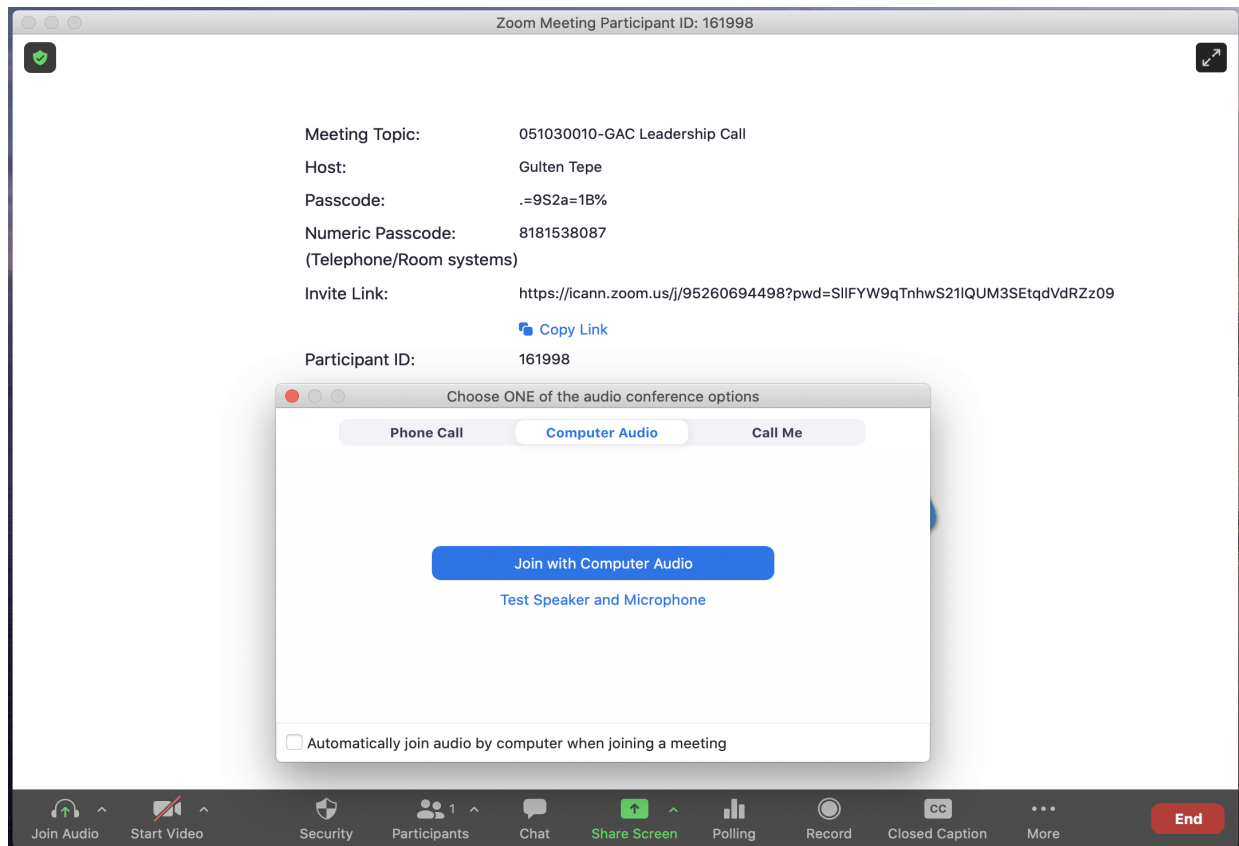 Zoom Meeting Participant ID: 161998
Meeting Topic: 051030010-GAC Leadership Call
Host: Gulten Tepe
Passcode: .=9S2a=1B%
Numeric Passcode: 8181538087
(Telephone/Room systems)
Invite Link: https://icann.zoom.us/j/95260694498?pwd=SllFYW9qTnhwS21lQUM3SEtqdVdRZz09
Copy Link
Participant ID: 161998
Choose ONE of the audio conference options
Phone Call Computer Audio Call Me
Join with Computer Audio
Test Speaker and Microphone
Automatically join audio by computer when joining a meeting
1 CC
Join Audio Start Video Security Participants Chat Share Screen Polling Record Closed Caption More End